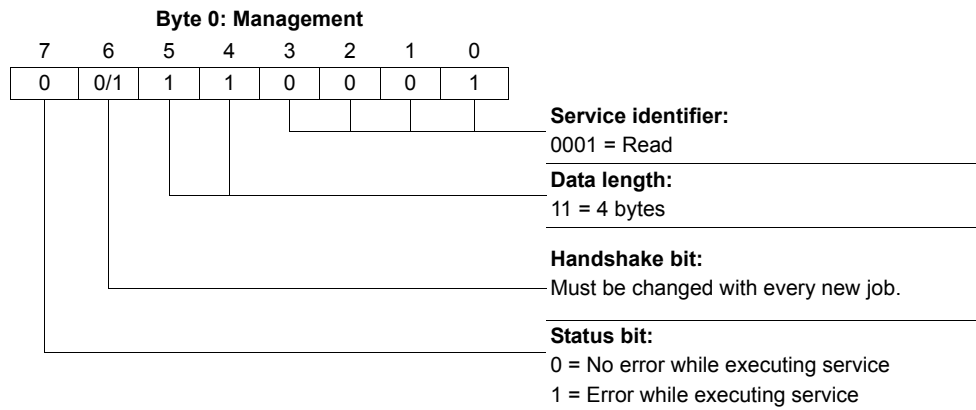 Byte 0: Management
7 6 5 4 3 2 1 0
0 0/1 1 1 0 0 0 1
Service identifier:
0001 = Read
Data length:
11 = 4 bytes
Handshake bit:
Must be changed with every new job.
Status bit:
0 = No error while executing service
1 = Error while executing service